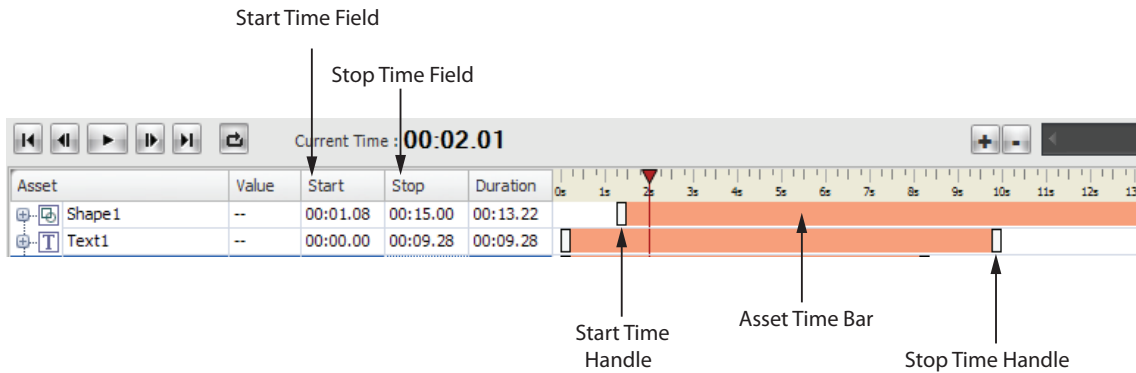 Start Time Field
Stop Time Field
Current Time : 00:02.01
+ -
Asset Value Start Stop Duration 0s 1s 2s 3s 4s 5s 6s 7s 8s 9s 10s 11s 12s 13
Shape1 -- 00:01.08 00:15.00 00:13.22
T Text1 -- 00:00.00 00:09.28 00:09.28
Start Time
Handle
Asset Time Bar
Stop Time Handle